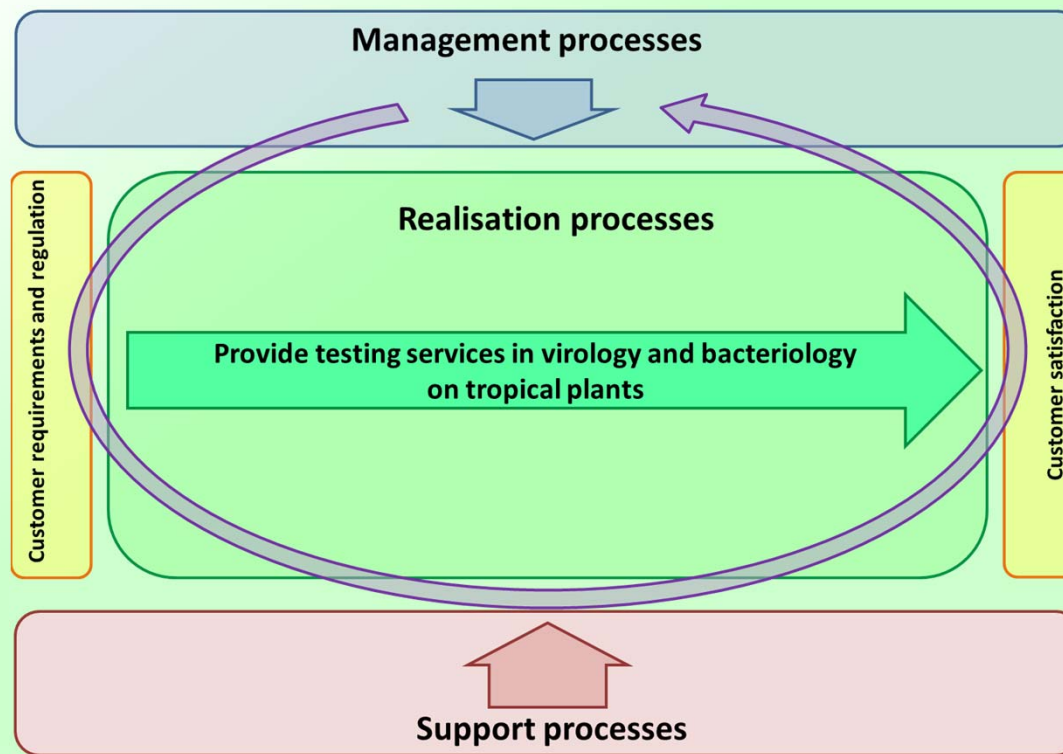 Management processes
Customer requirements and regulation
Realisation processes
Provide testing services in virology and bacteriology
on tropical plants
Customer satisfaction
Support processes